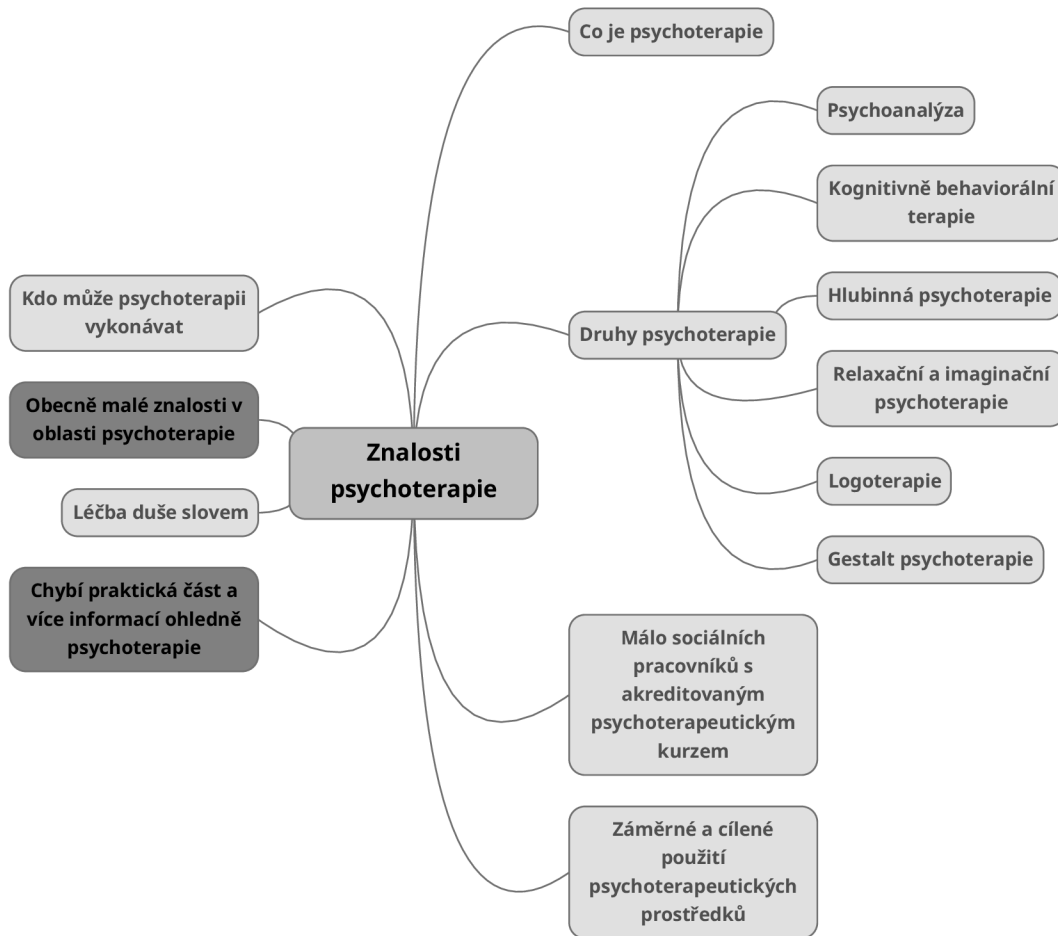 Co je psychoterapie
Psychoanalýza
Kognitivně behaviorální
terapie
Hlubinná psychoterapie
Druhy psychoterapie
Relaxační a imaginační
psychoterapie
Logoterapie
Gestalt psychoterapie
Kdo může psychoterapii
vykonávat
Obecně malé znalosti v
oblasti psychoterapie
Znalosti
psychoterapie
Léčba duše slovem
Chybí praktická část a
více informací ohledně
psychoterapie
Málo sociálních
pracovníků s
akreditovaným
psychoterapeutickým
kurzem
Záměrné a cílené
použití
psychoterapeutických
prostředků